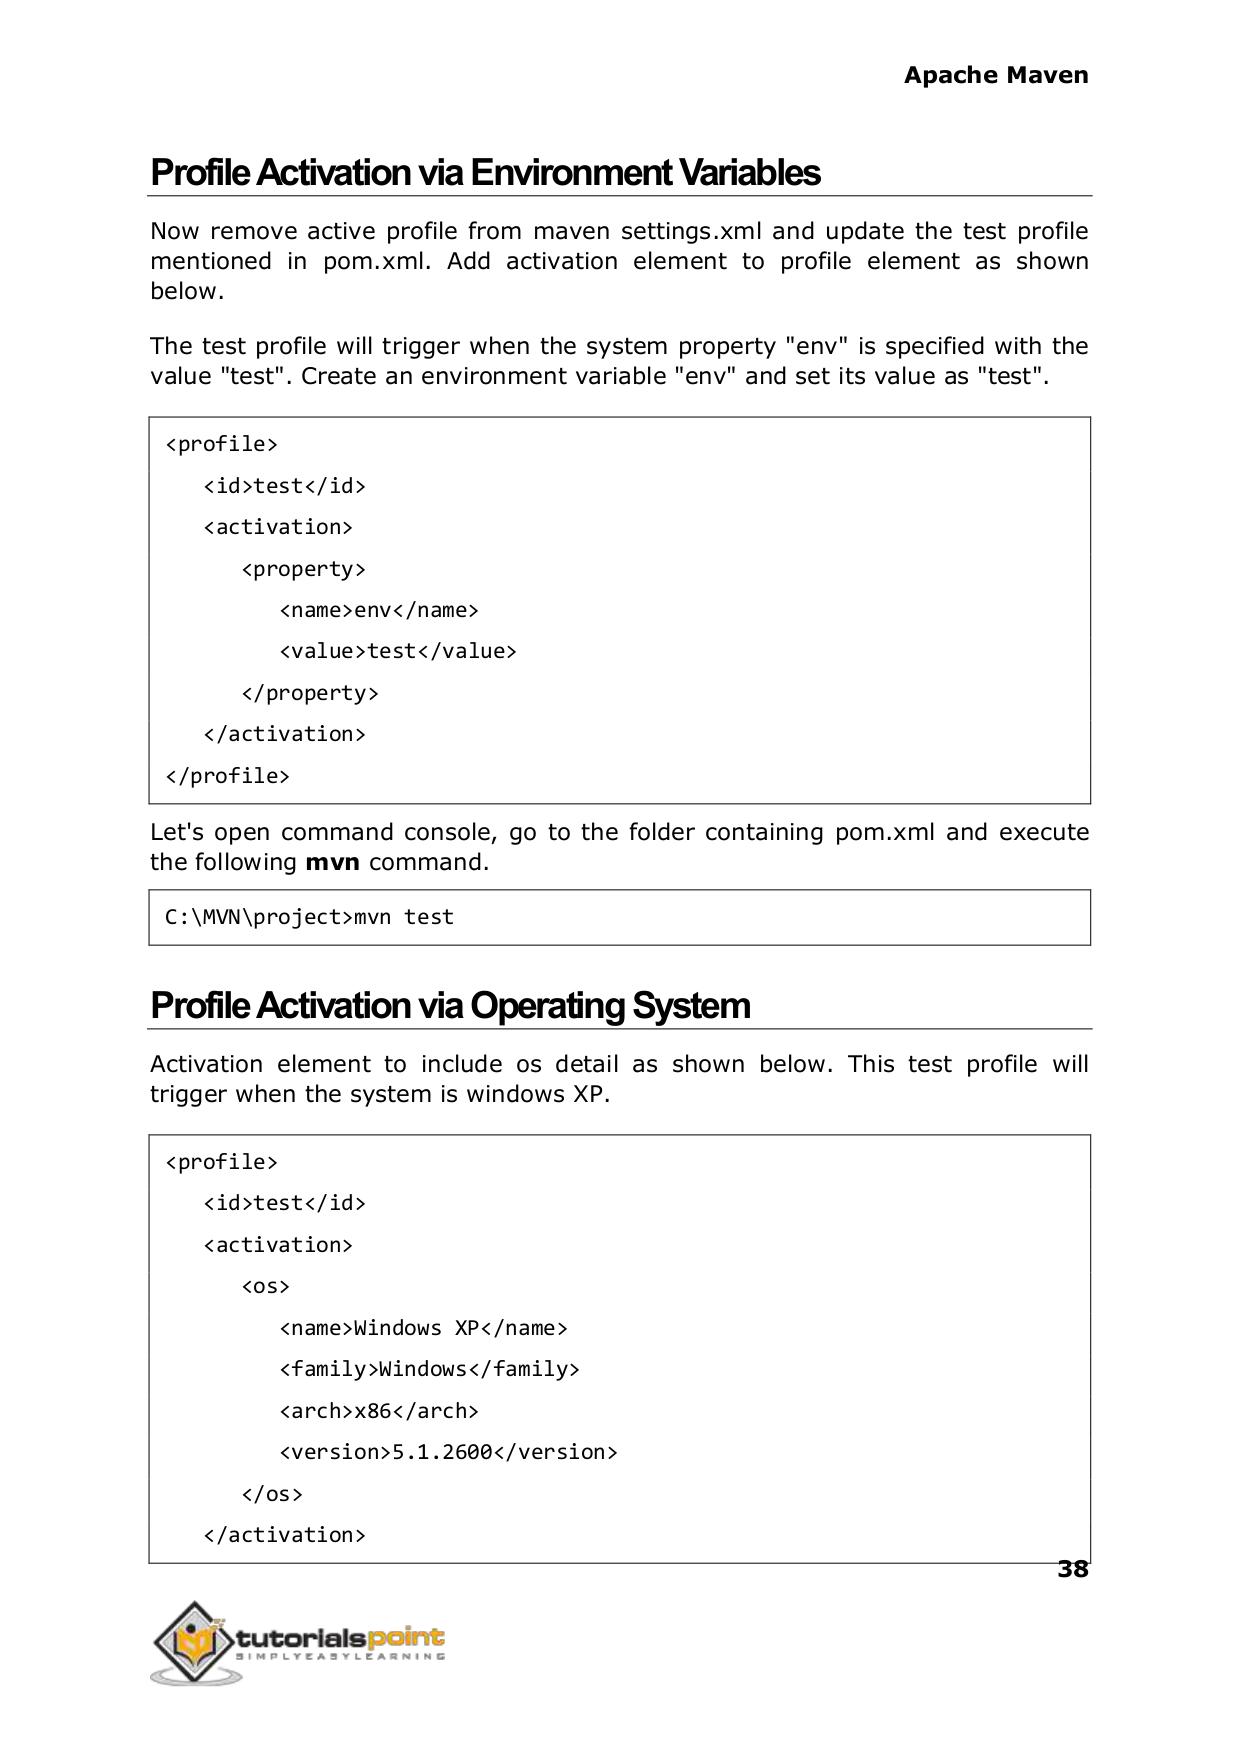 Apache Maven
Profile Activation via Environment Variables
Now remove active profile from maven settings.xml and update the test profile
mentioned in pom.xml. Add activation element to profile element as shown
below.
The test profile will trigger when the system property "env" is specified with the
value "test". Create an environment variable "env" and set its value as "test".
<profile>
   <id>test</id>
   <activation>
      <property>
         <name>env</name>
         <value>test</value>
      </property>
   </activation>
</profile>
Let's open command console, go to the folder containing pom.xml and execute
the following mvn command.
C:\MVN\project>mvn test
Profile Activation via Operating System
Activation element to include os detail as shown below. This test profile will
trigger when the system is windows XP.
<profile>
   <id>test</id>
   <activation>
      <os>
         <name>Windows XP</name>
         <family>Windows</family>
         <arch>x86</arch>
         <version>5.1.2600</version>
      </os>
   </activation>
38
tutorialspoint
SIMPLYEASYLEARNING